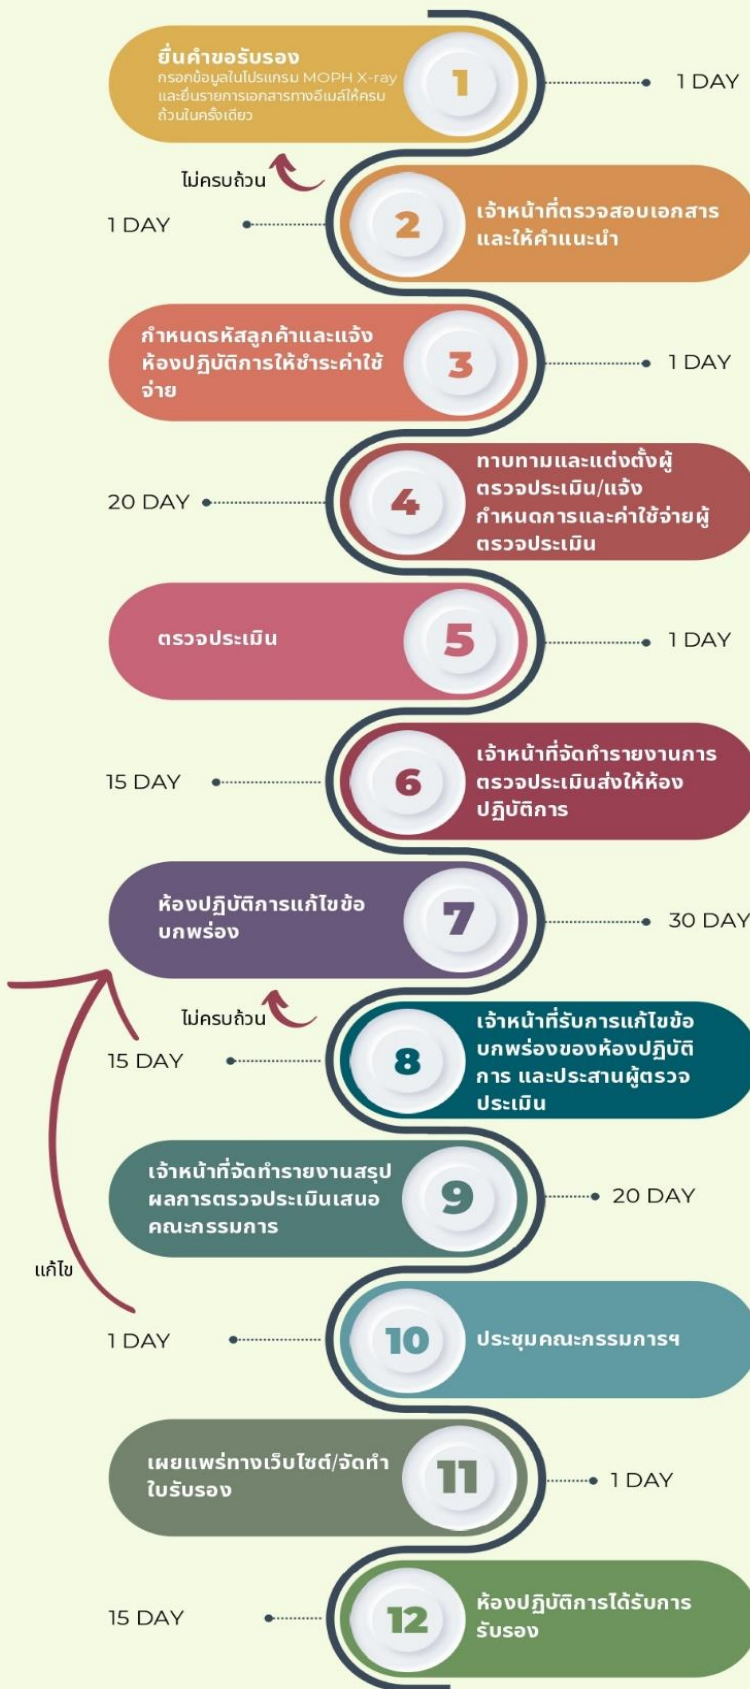 ยื่นคำขอรับรอง
กรอกข้อมูลในโปรแกรม MOPH X-ray
และยื่นรายการเอกสารทางอีเมล์ให้ครบ
ถ้วนในครั้งเดียว
1
1 DAY
ไม่ครบถ้วน
1 DAY
2
เจ้าหน้าที่ตรวจสอบเอกสาร
และให้คำแนะนำ
กำหนดรหัสลูกค้าและแจ้ง
ห้องปฏิบัติการให้ชำระค่าใช้
จ่าย
3
1 DAY
20 DAY
4
ทาบทามและแต่งตั้งผู้
ตรวจประเมิน/แจ้ง
กำหนดการและค่าใช้จ่ายผู้
ตรวจประเมิน
ตรวจประเมิน
5
1 DAY
15 DAY
6
เจ้าหน้าที่จัดทำรายงานการ
ตรวจประเมินส่งให้ห้อง
ปฏิบัติการ
ห้องปฏิบัติการแก้ไขข้อ
บกพร่อง
7
30 DAY
ไม่ครบถ้วน
15 DAY
8
เจ้าหน้าที่รับการแก้ไขข้อ
บกพร่องของห้องปฏิบัติ
การ และประสานผู้ตรวจ
ประเมิน
เจ้าหน้าที่จัดทำรายงานสรุป
ผลการตรวจประเมินเสนอ
คณะกรรมการ
9
20 DAY
แก้ไข
1 DAY
10
ประชุมคณะกรรมการฯ
เผยแพร่ทางเว็บไซต์/จัดทำ
ใบรับรอง
11
1 DAY
15 DAY
12
ห้องปฏิบัติการได้รับการ
รับรอง